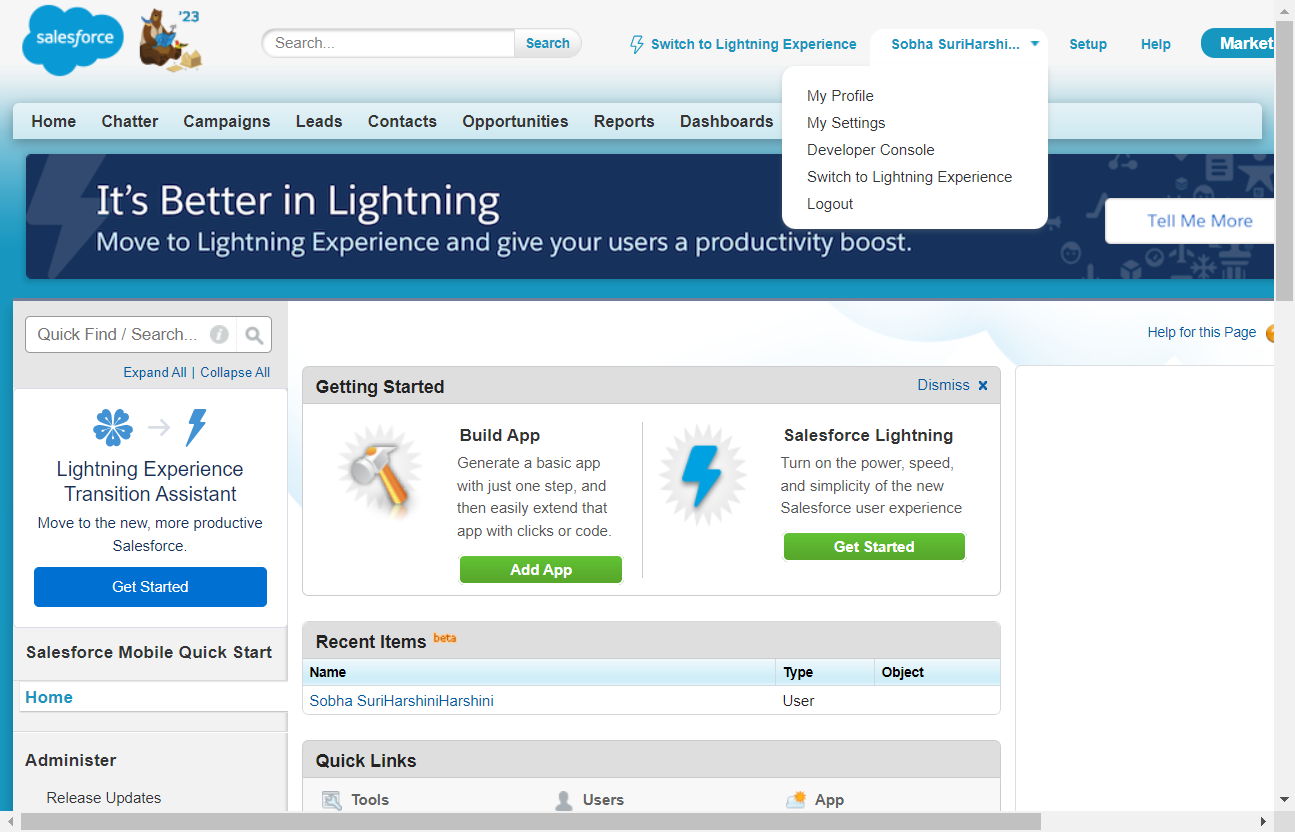 salesforce
'23
Search...
Search
Switch to Lightning Experience
Sobha SuriHarshi...
Setup
Help
Market
My Profile
My Settings
Developer Console
Switch to Lightning Experience
Logout
Home
Chatter
Campaigns
Leads
Contacts
Opportunities
Reports
Dashboards
It's Better in Lightning
Move to Lightning Experience and give your users a productivity boost.
Tell Me More
Quick Find / Search...
Expand All | Collapse All
Lightning Experience
Transition Assistant
Move to the new, more productive
Salesforce.
Get Started
Salesforce Mobile Quick Start
Home
Administer
Release Updates
Help for this Page
Getting Started
Dismiss
Build App
Generate a basic app
with just one step, and
then easily extend that
app with clicks or code.
Add App
Salesforce Lightning
Turn on the power, speed,
and simplicity of the new
Salesforce user experience
Get Started
Recent Items beta
Name Type Object
Sobha SuriHarshiniHarshini User
Quick Links
Tools
Users
App